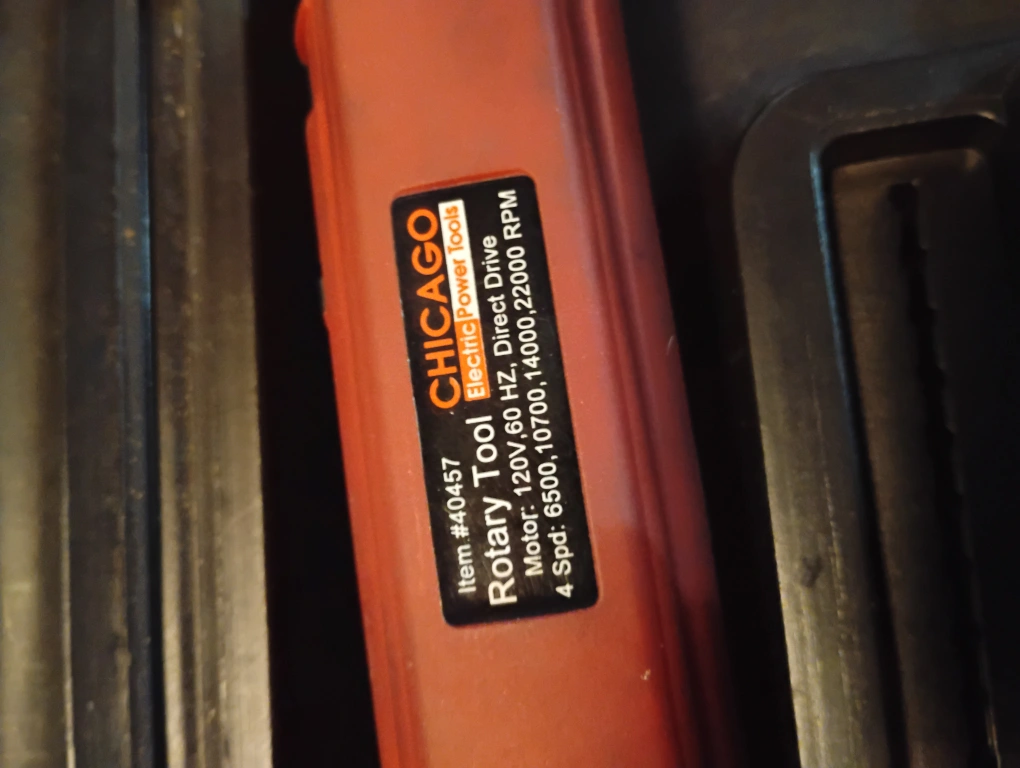 Item #40457
CHICAGO
Electric Power Tools
Rotary Tool
Motor: 120V,60 HZ, Direct Drive
4 Spd: 6500,10700,14000,22000 RPM